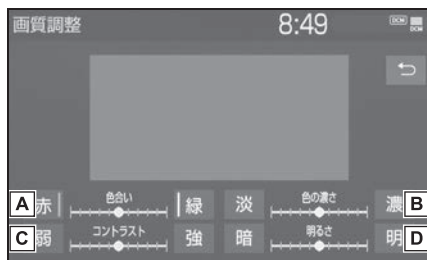 画質調整 8:49 DCM DCM
A 赤 色合い 緑 淡 色の濃さ 濃 B
C 弱 コントラスト 強 暗 明るさ 明 D